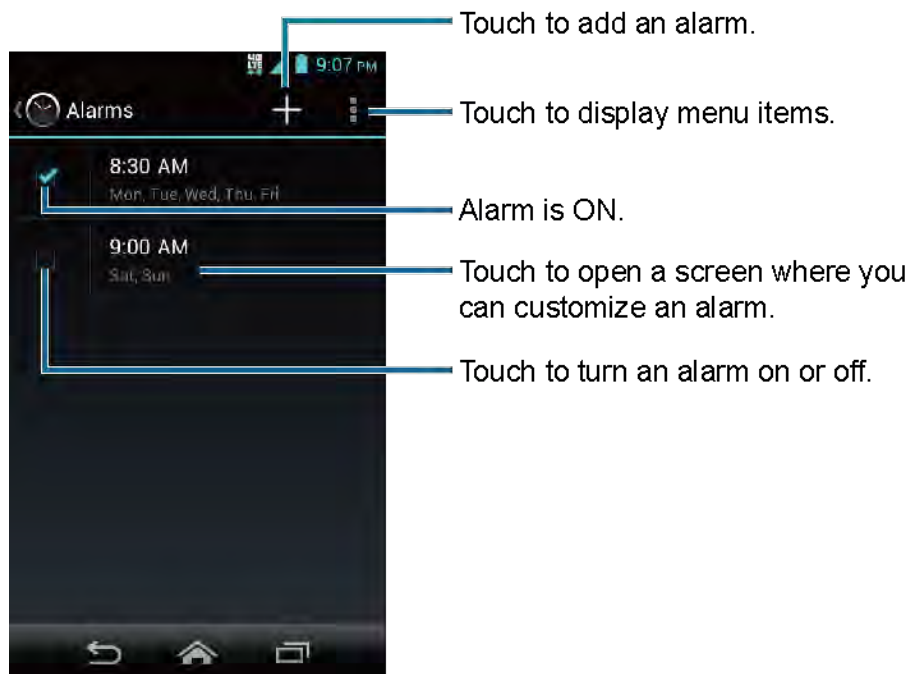 Touch to add an alarm.
4G LTE 9:07 PM
Alarms
Touch to display menu items.
8:30 AM
Mon, Tue, Wed, Thu, Fri
Alarm is ON.
9:00 AM
Sat, Sun
Touch to open a screen where you
can customize an alarm.
Touch to turn an alarm on or off.